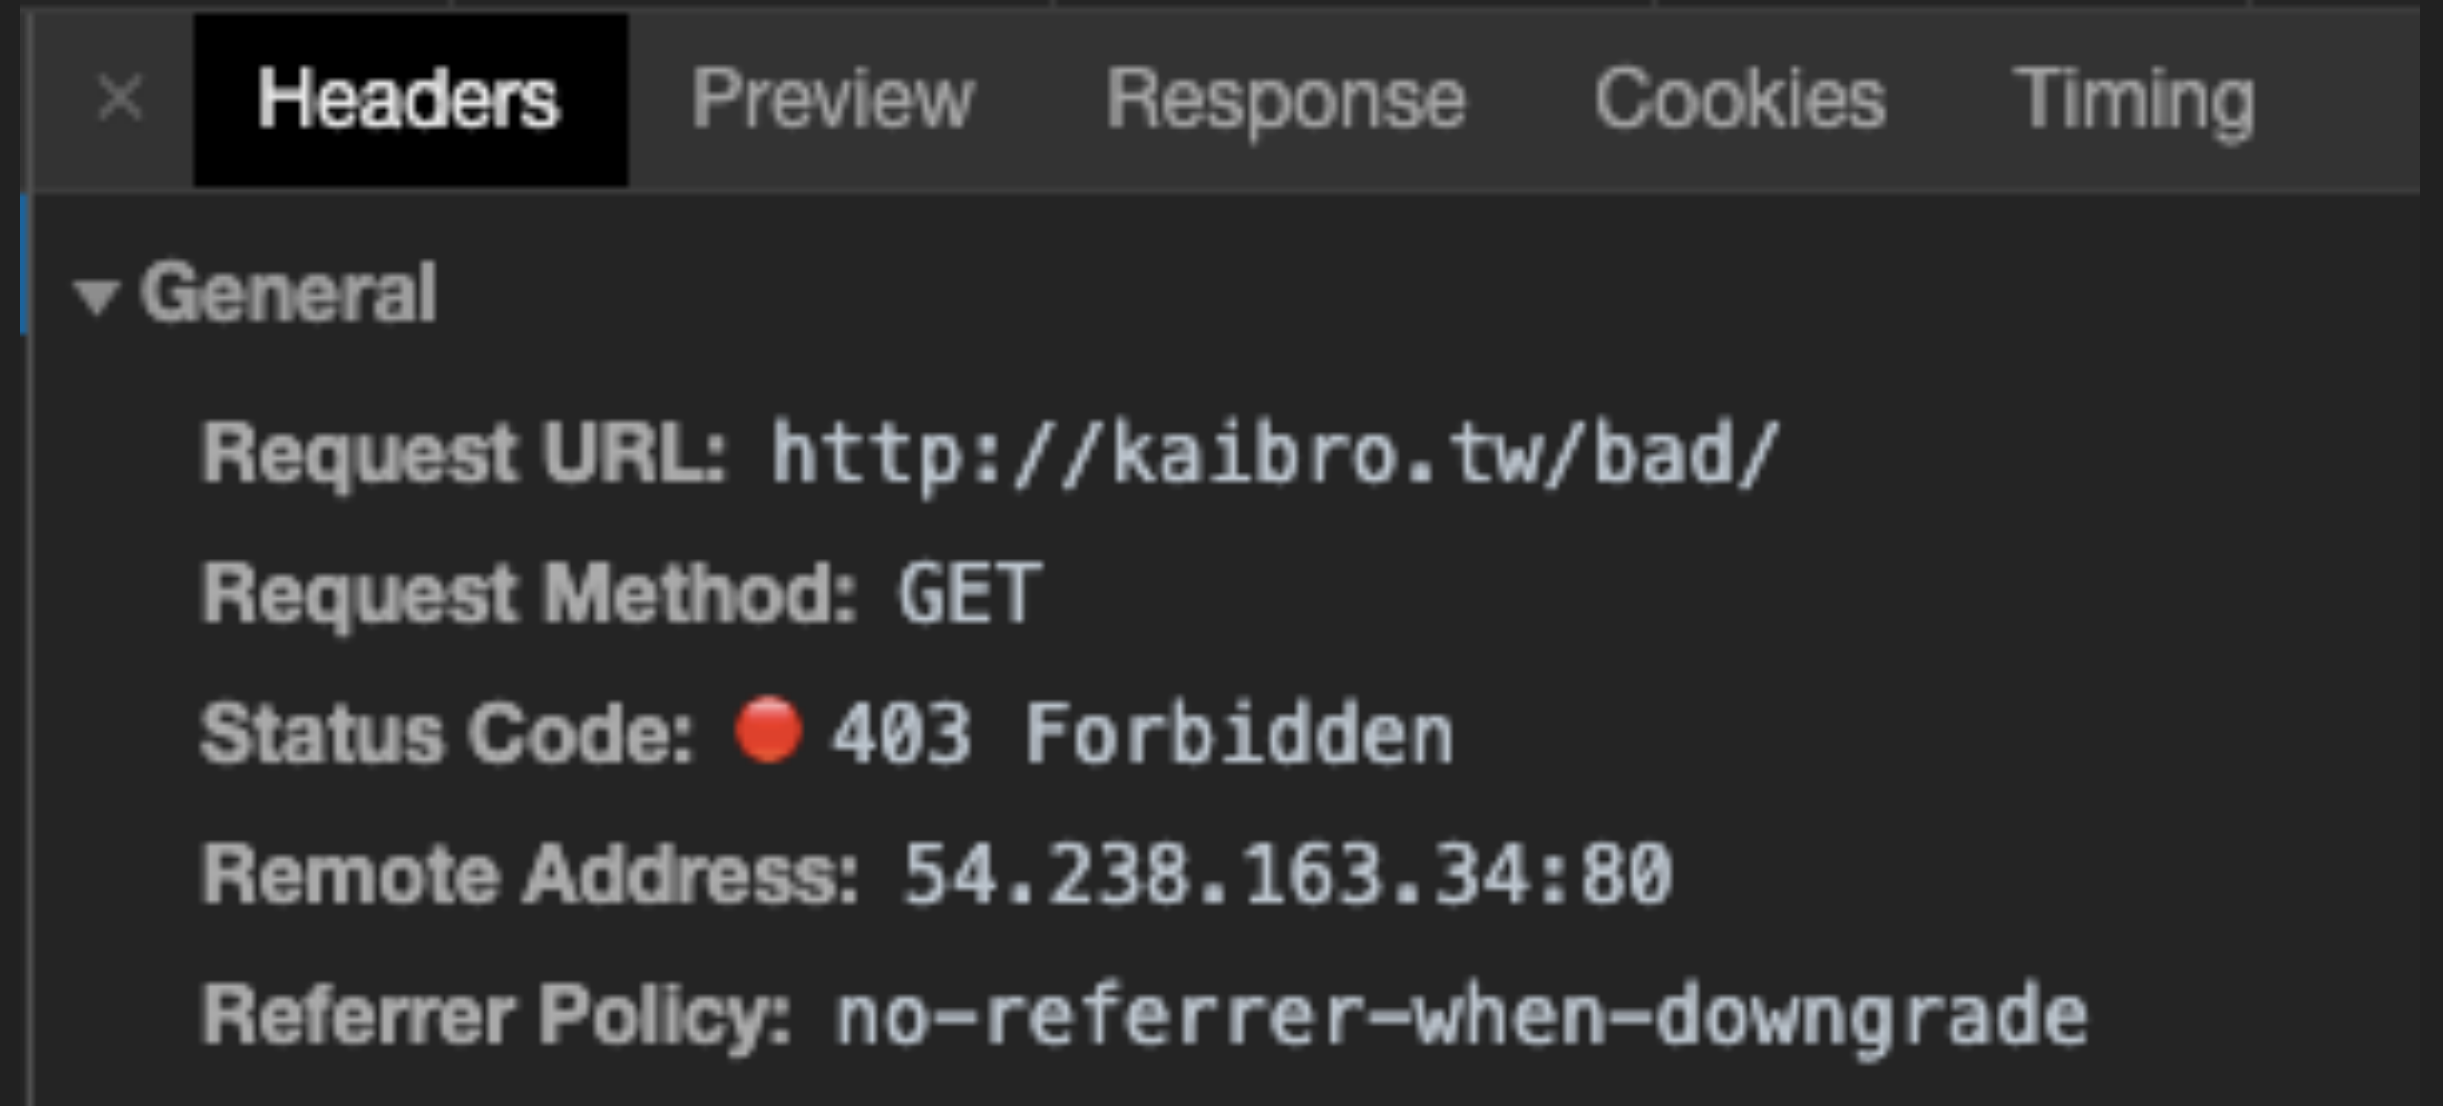 × Headers Preview Response Cookies Timing
▼ General
Request URL: http://kaibro.tw/bad/
Request Method: GET
Status Code: 403 Forbidden
Remote Address: 54.238.163.34:80
Referrer Policy: no-referrer-when-downgrade